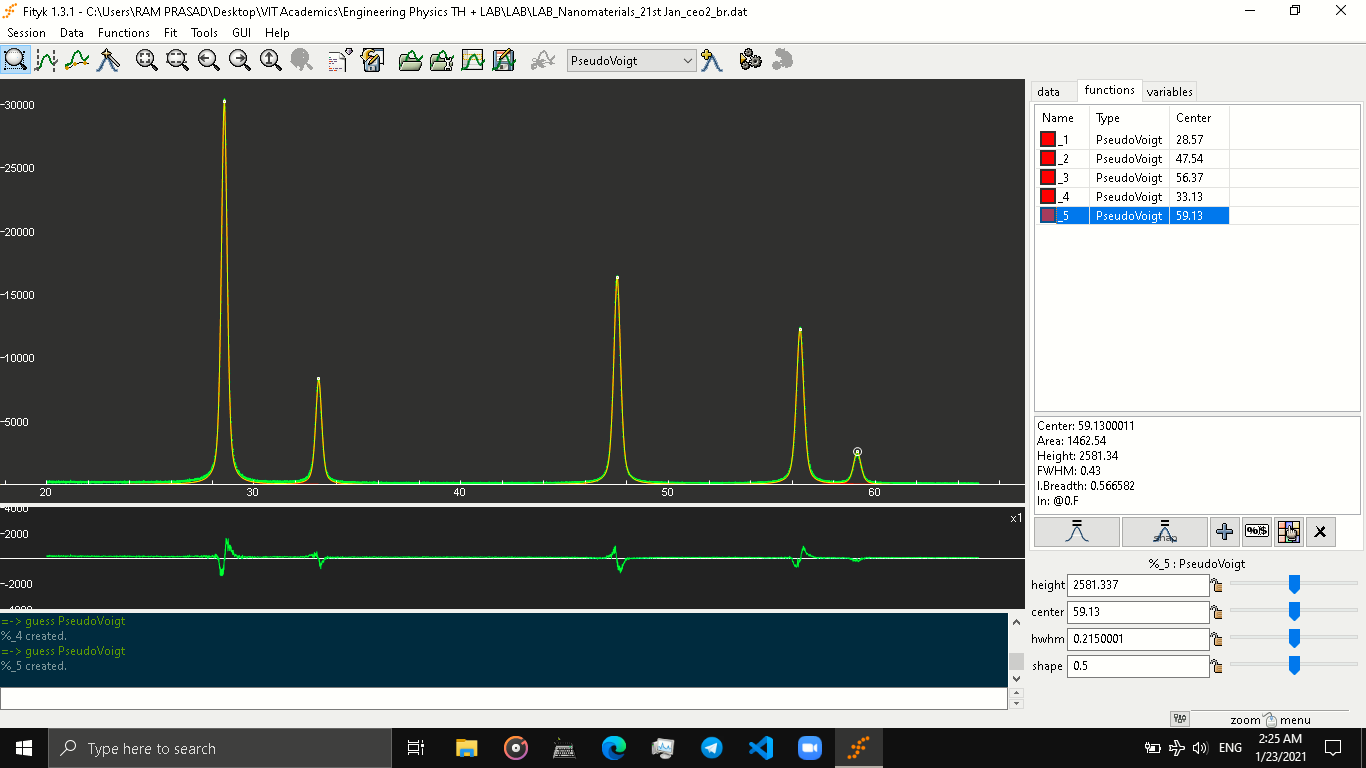 Fityk 1.3.1 - C:\Users\RAM PRASAD\Desktop\VIT Academics\Engineering Physics TH + LAB\LAB\LAB_Nanomaterials_21st Jan_ceo2_br.dat
Session Data Functions Fit Tools GUI Help
PseudoVoigt
data functions variables
Name Type Center
_1 PseudoVoigt 28.57
_2 PseudoVoigt 47.54
_3 PseudoVoigt 56.37
_4 PseudoVoigt 33.13
_5 PseudoVoigt 59.13
30000
25000
20000
15000
10000
5000
20 30 40 50 60
4000
x1
2000
-2000
-4000
Center: 59.1300011
Area: 1462.54
Height: 2581.34
FWHM: 0.43
I.Breadth: 0.566582
In: @0.F
snap
%_5 : PseudoVoigt
height 2581.337
center 59.13
hwhm 0.2150001
shape 0.5
=-> guess PseudoVoigt
%_4 created.
=-> guess PseudoVoigt
%_5 created.
zoom menu
Type here to search
ENG
2:25 AM
1/23/2021